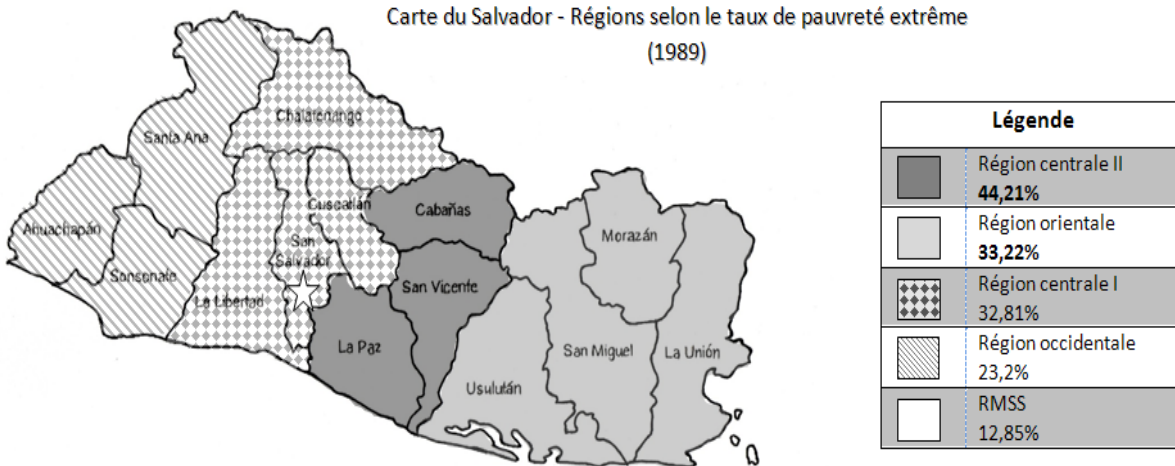 Carte du Salvador - Régions selon le taux de pauvreté extrême
(1989)
Chalatenango
Santa Ana
Cuscatlán
Cabañas
Ahuachapán
Morazán
San
Salvador
Sonsonate
San Vicente
La Libertad
La Paz
San Miguel
La Unión
Usulután
Légende
Région centrale II
44,21%
Région orientale
33,22%
Région centrale I
32,81%
Région occidentale
23,2%
RMSS
12,85%